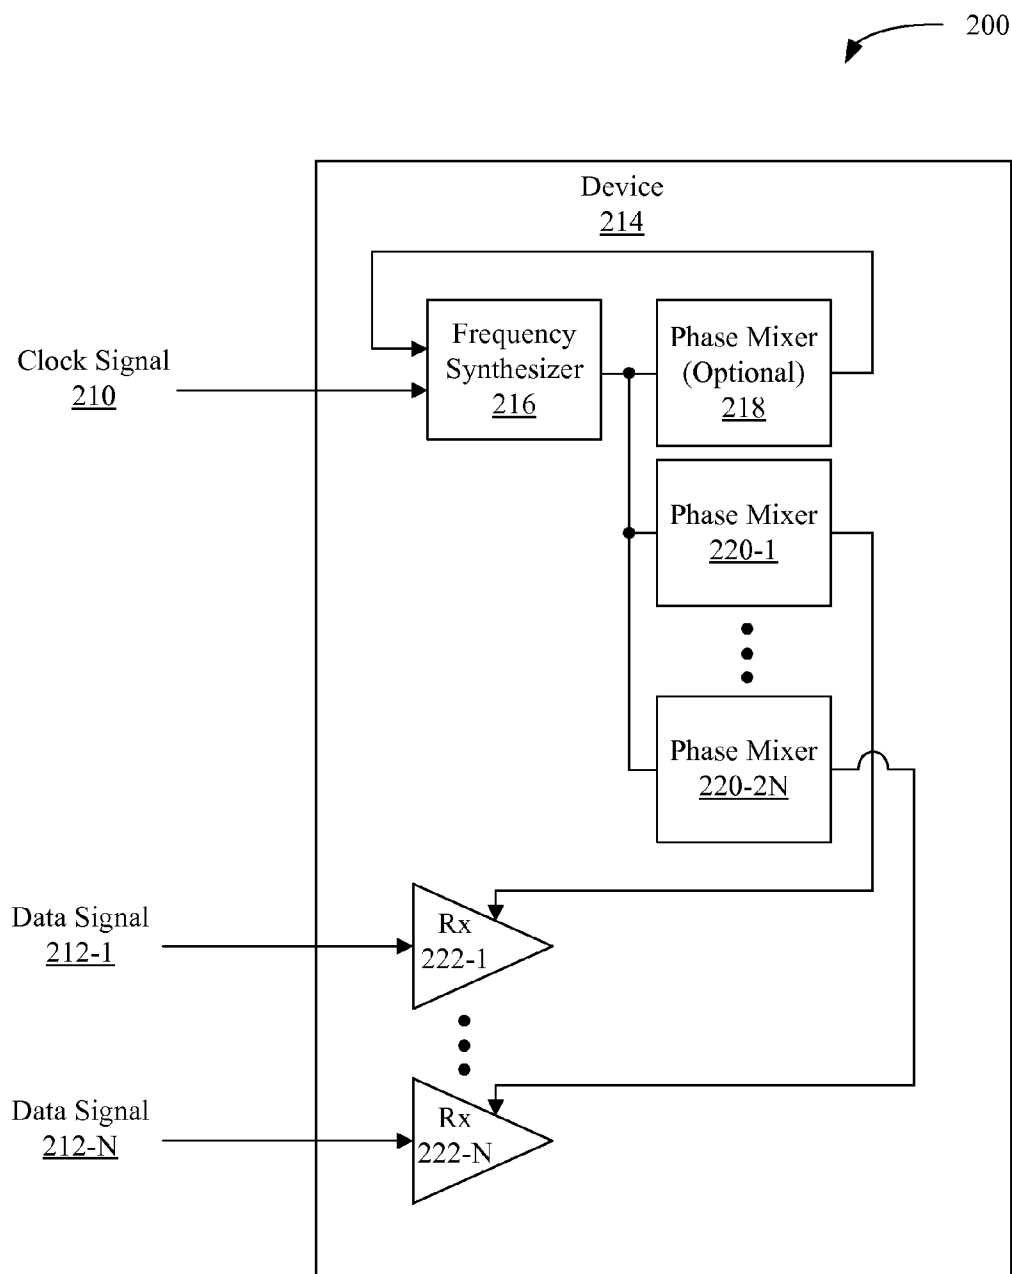 200
Device
214
Frequency
Synthesizer
216
Phase Mixer
(Optional)
218
Clock Signal
210
Phase Mixer
220-1
Phase Mixer
220-2N
Data Signal
212-1
Rx
222-1
Data Signal
212-N
Rx
222-N